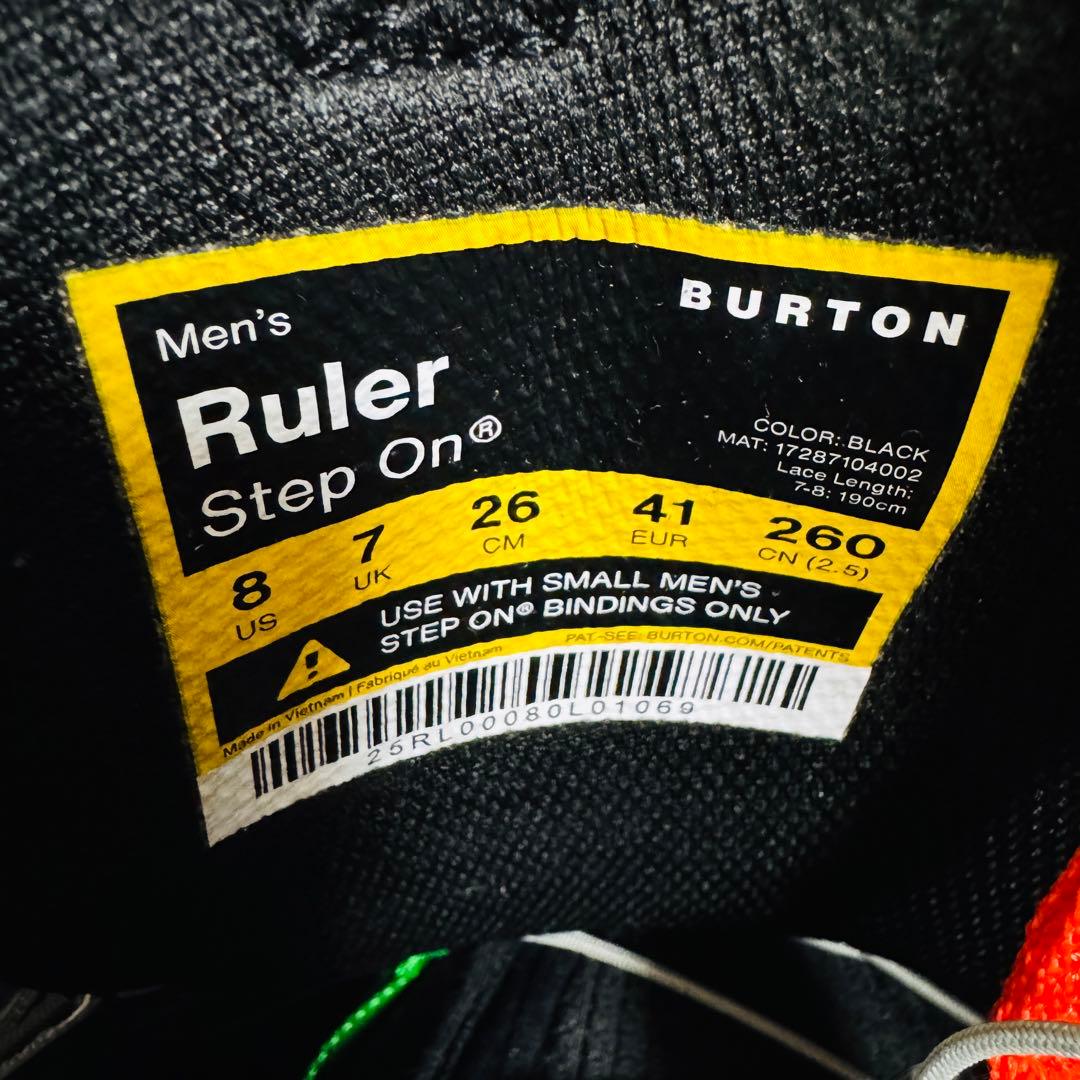 BURTON
Men's
Ruler
Step On®
COLOR: BLACK
MAT: 17287104002
Lace Length:
7-8: 190cm
8 7 26 41 260
US UK CM EUR CN (2.5)
USE WITH SMALL MEN'S
STEP ON® BINDINGS ONLY
Made in Vietnam | Fabriqué au Vietnam PAT.-SEE: BURTON.COM/PATENTS
25RL00080L01069